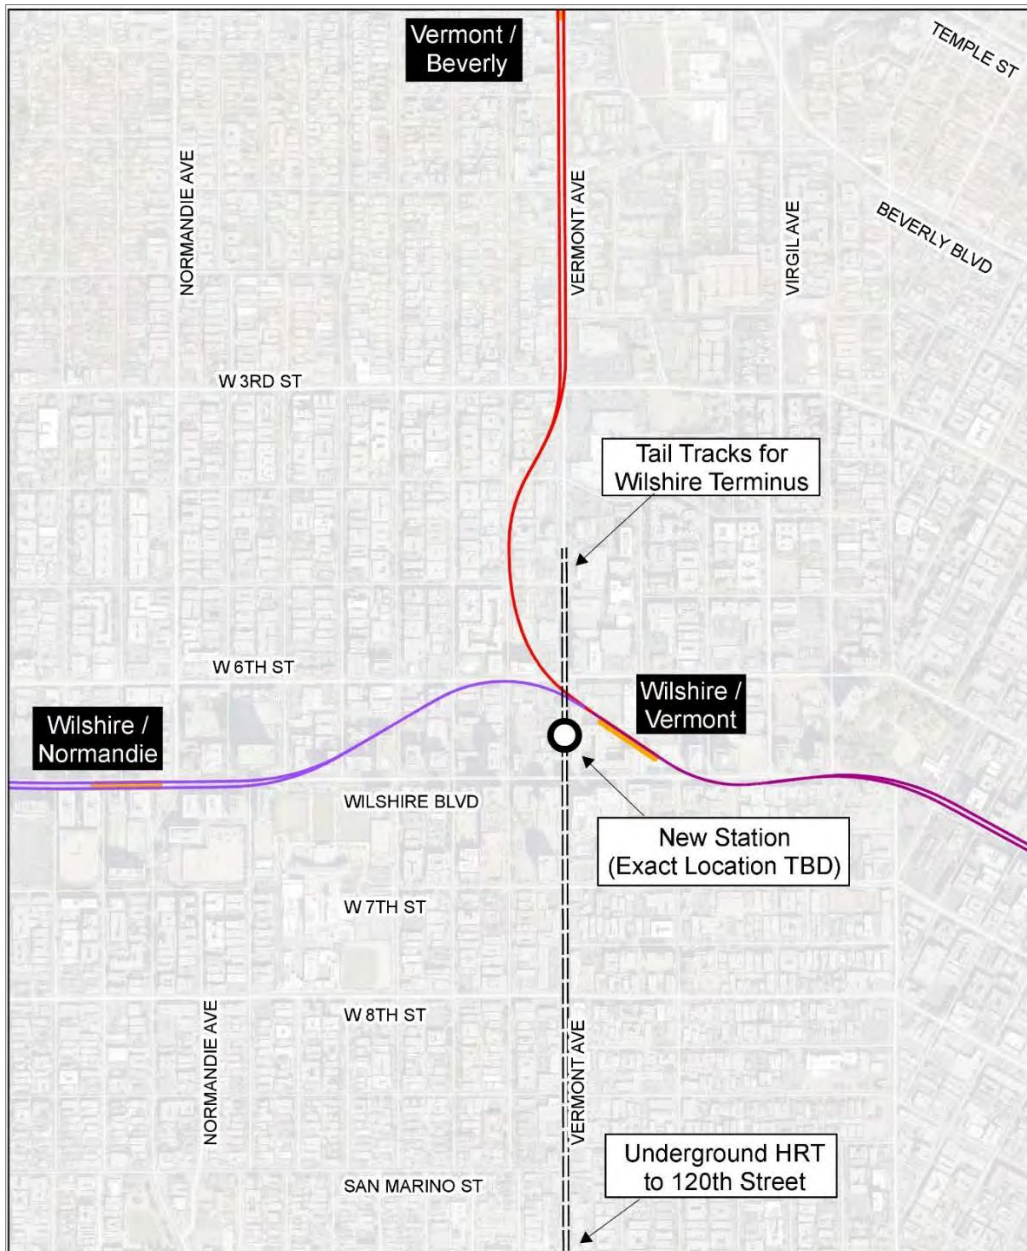 Vermont /
Beverly
TEMPLE ST
NORMANDIE AVE
VERMONT AVE
VIRGIL AVE
BEVERLY BLVD
W 3RD ST
Tail Tracks for
Wilshire Terminus
W 6TH ST
Wilshire /
Vermont
Wilshire /
Normandie
WILSHIRE BLVD
New Station
(Exact Location TBD)
W 7TH ST
W 8TH ST
NORMANDIE AVE
VERMONT AVE
Underground HRT
to 120th Street
SAN MARINO ST